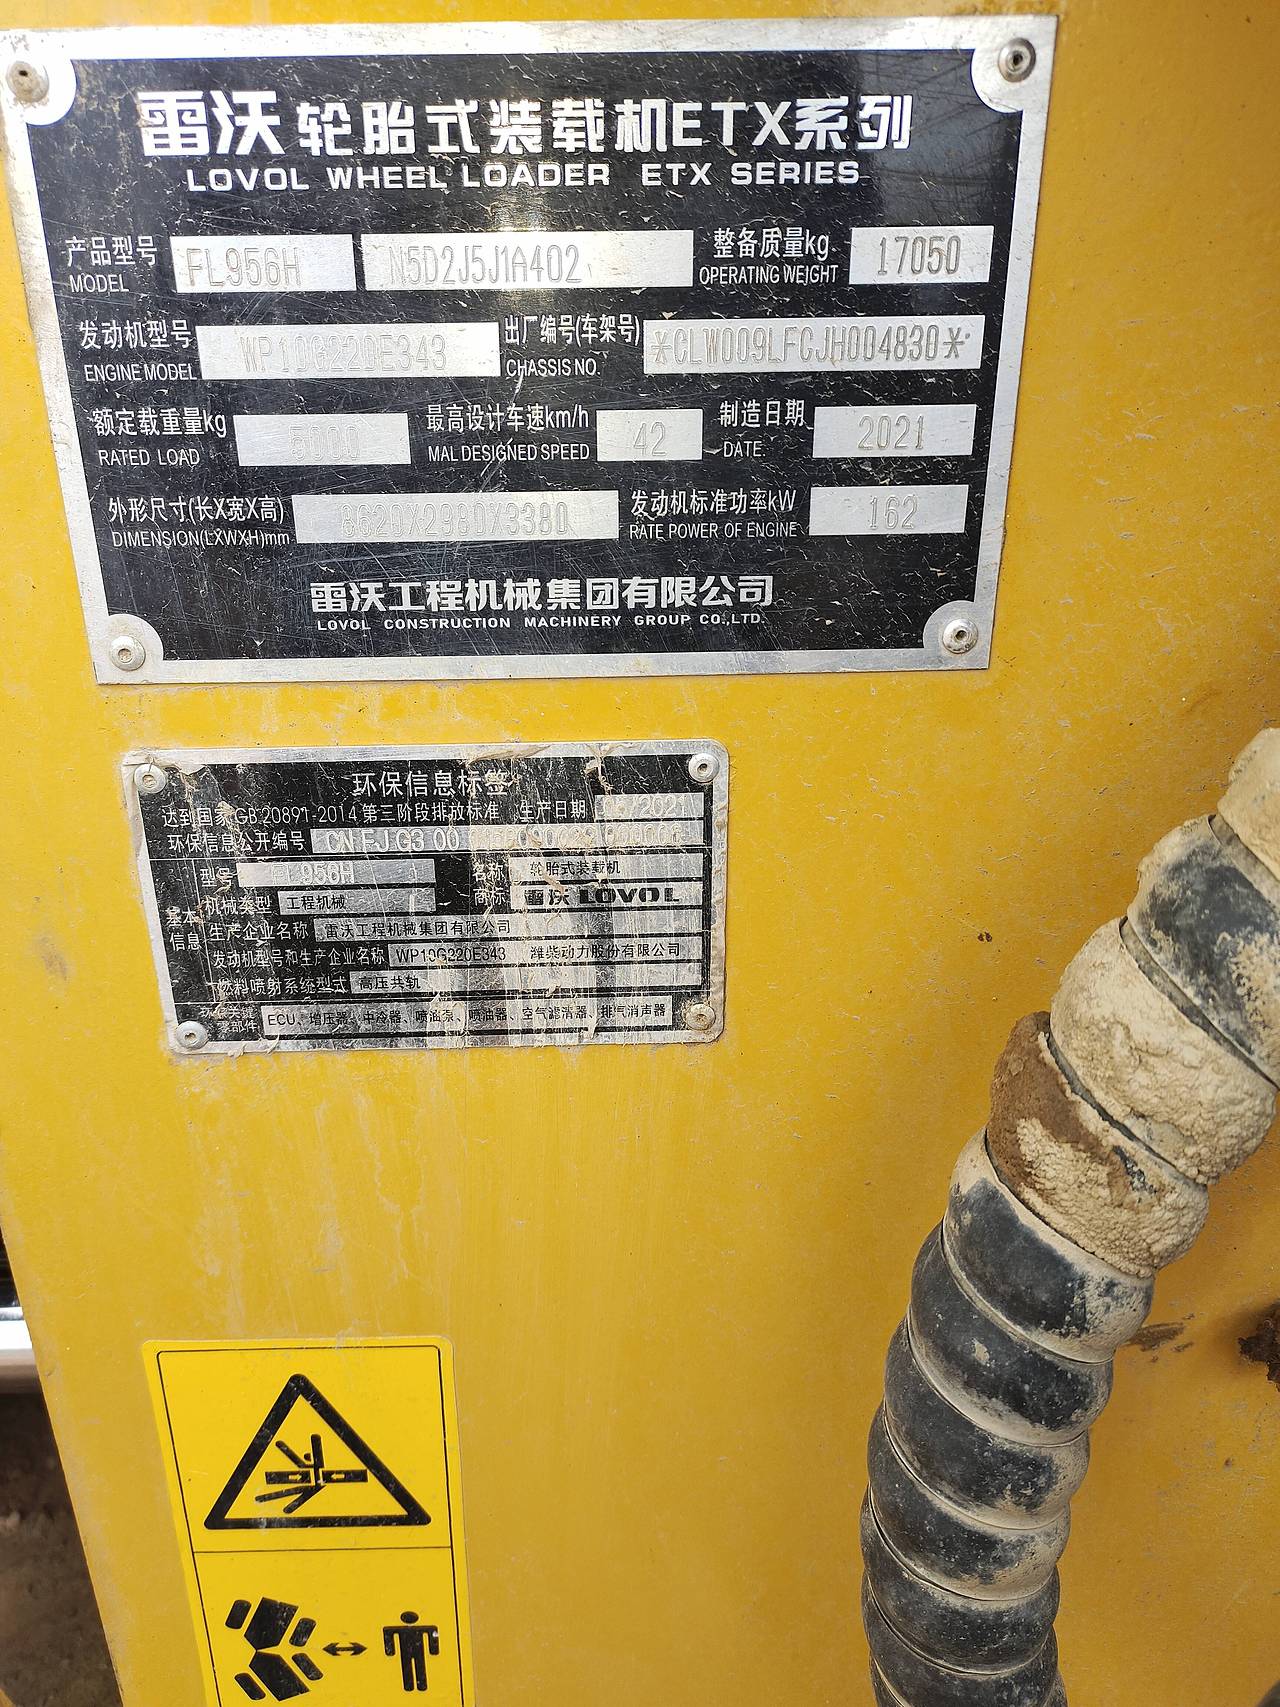 雷沃轮胎式装载机ETX系列
LOVOL WHEEL LOADER ETX SERIES
产品型号 FL956H N5D2J5J1A402 整备质量kg 17050
MODEL OPERATING WEIGHT
发动机型号 WP10G220E343 出厂编号(车架号) *CLW009LFCJH004830*
ENGINE MODEL CHASSIS NO.
额定载重量kg 5000 最高设计车速km/h 42 制造日期 2021
RATED LOAD MAL DESIGNED SPEED DATE.
外形尺寸(长X宽X高) 8620X2980X3380 发动机标准功率kW 162
DIMENSION(LXWXH)mm RATE POWER OF ENGINE
雷沃工程机械集团有限公司
LOVOL CONSTRUCTION MACHINERY GROUP CO.,LTD.
环保信息标签
达到国家GB 20891-2014 第三阶段排放标准 生产日期 06/2021
环保信息公开编号 CN FJ G3 00
型号 FL956H 名称 轮胎式装载机
机械类型 工程机械 商标 雷沃 LOVOL
基本信息
生产企业名称 雷沃工程机械集团有限公司
发动机型号和生产企业名称 WP10G220E343 潍柴动力股份有限公司
燃料喷射系统型式 高压共轨
ECU、增压器、中冷器、喷油泵、喷油器、空气滤清器、排气消声器